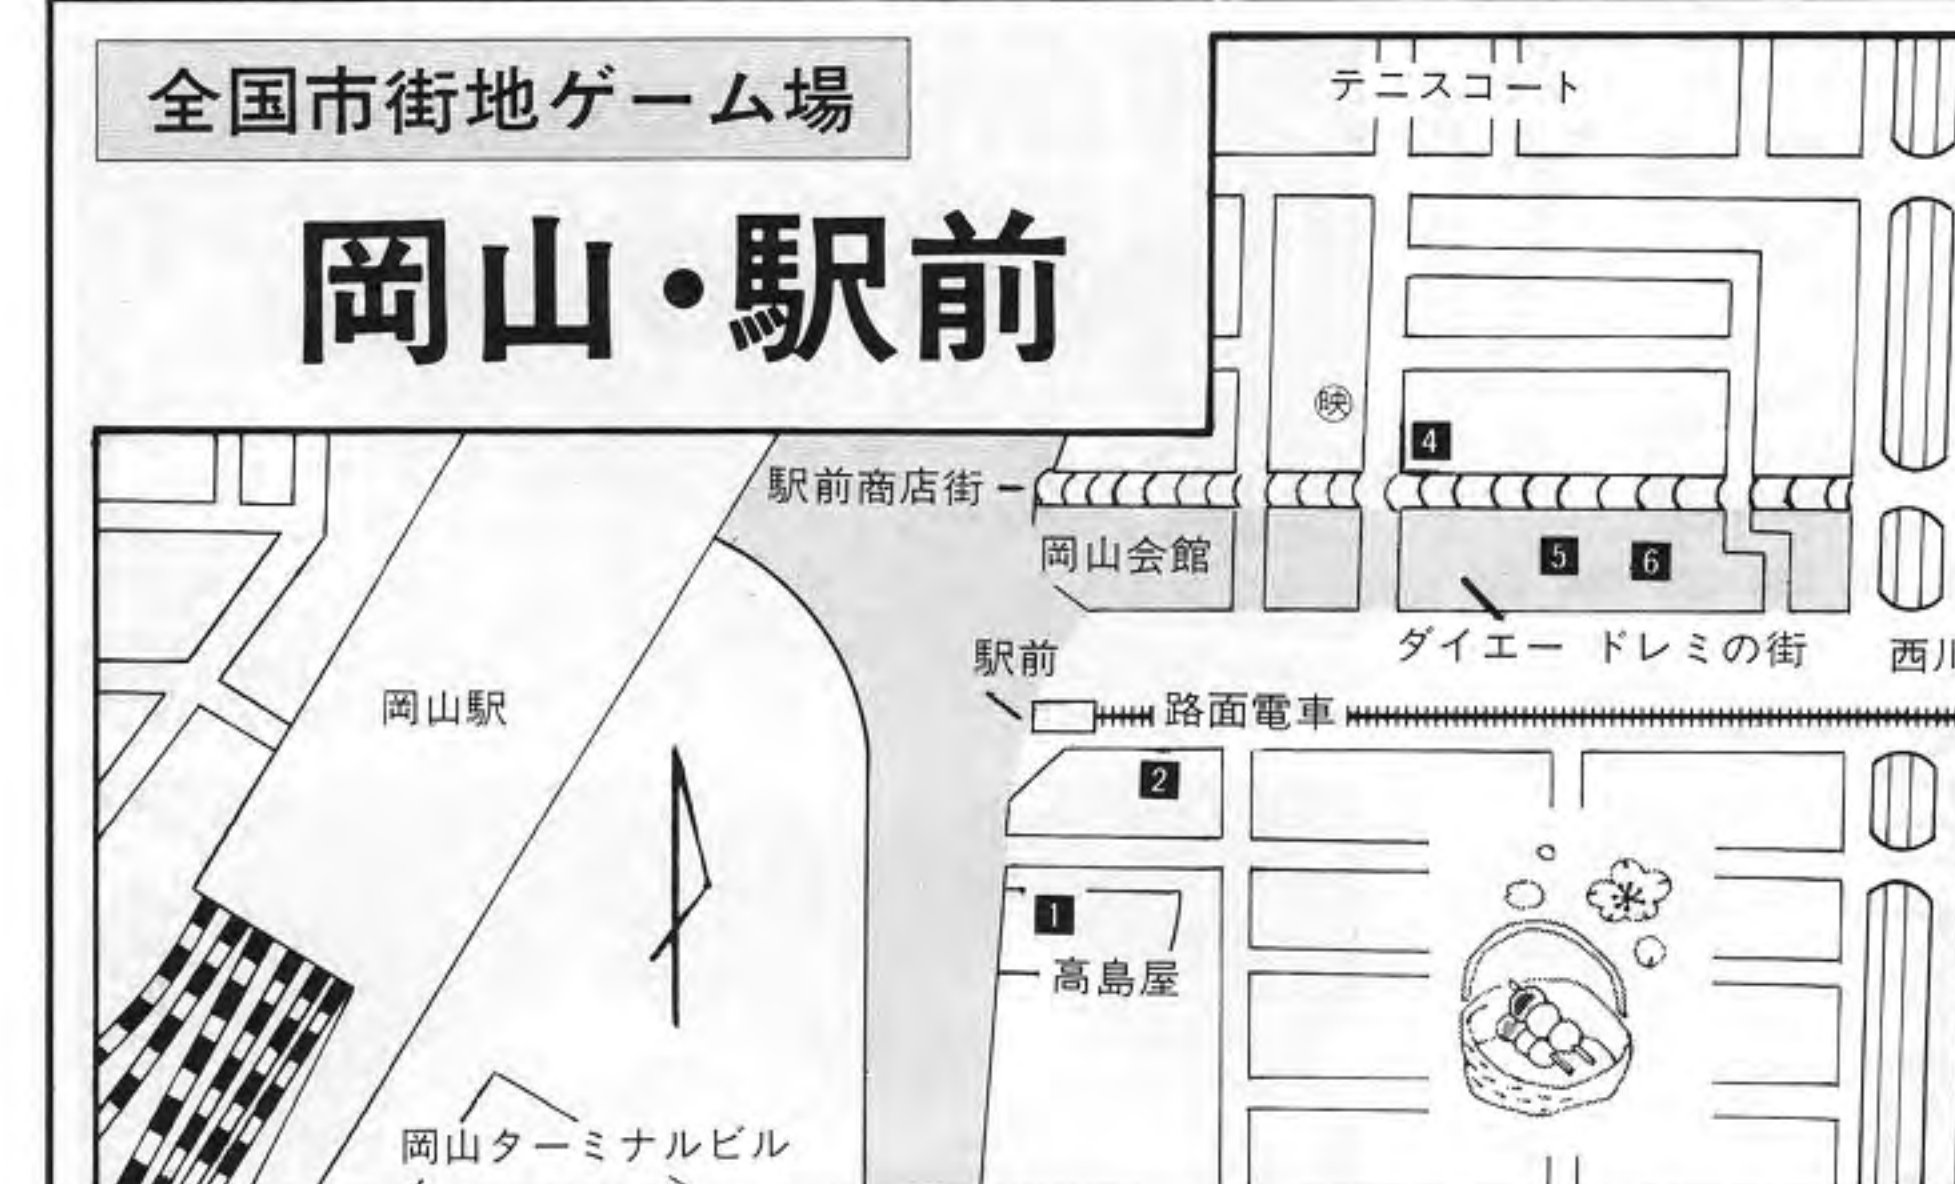 全国市街地ゲーム場
岡山・駅前
テニスコート
映
4
駅前商店街
岡山会館
5
6
ダイエー ドレミの街
駅前
西川
岡山駅
路面電車
2
1
高島屋
岡山ターミナルビル